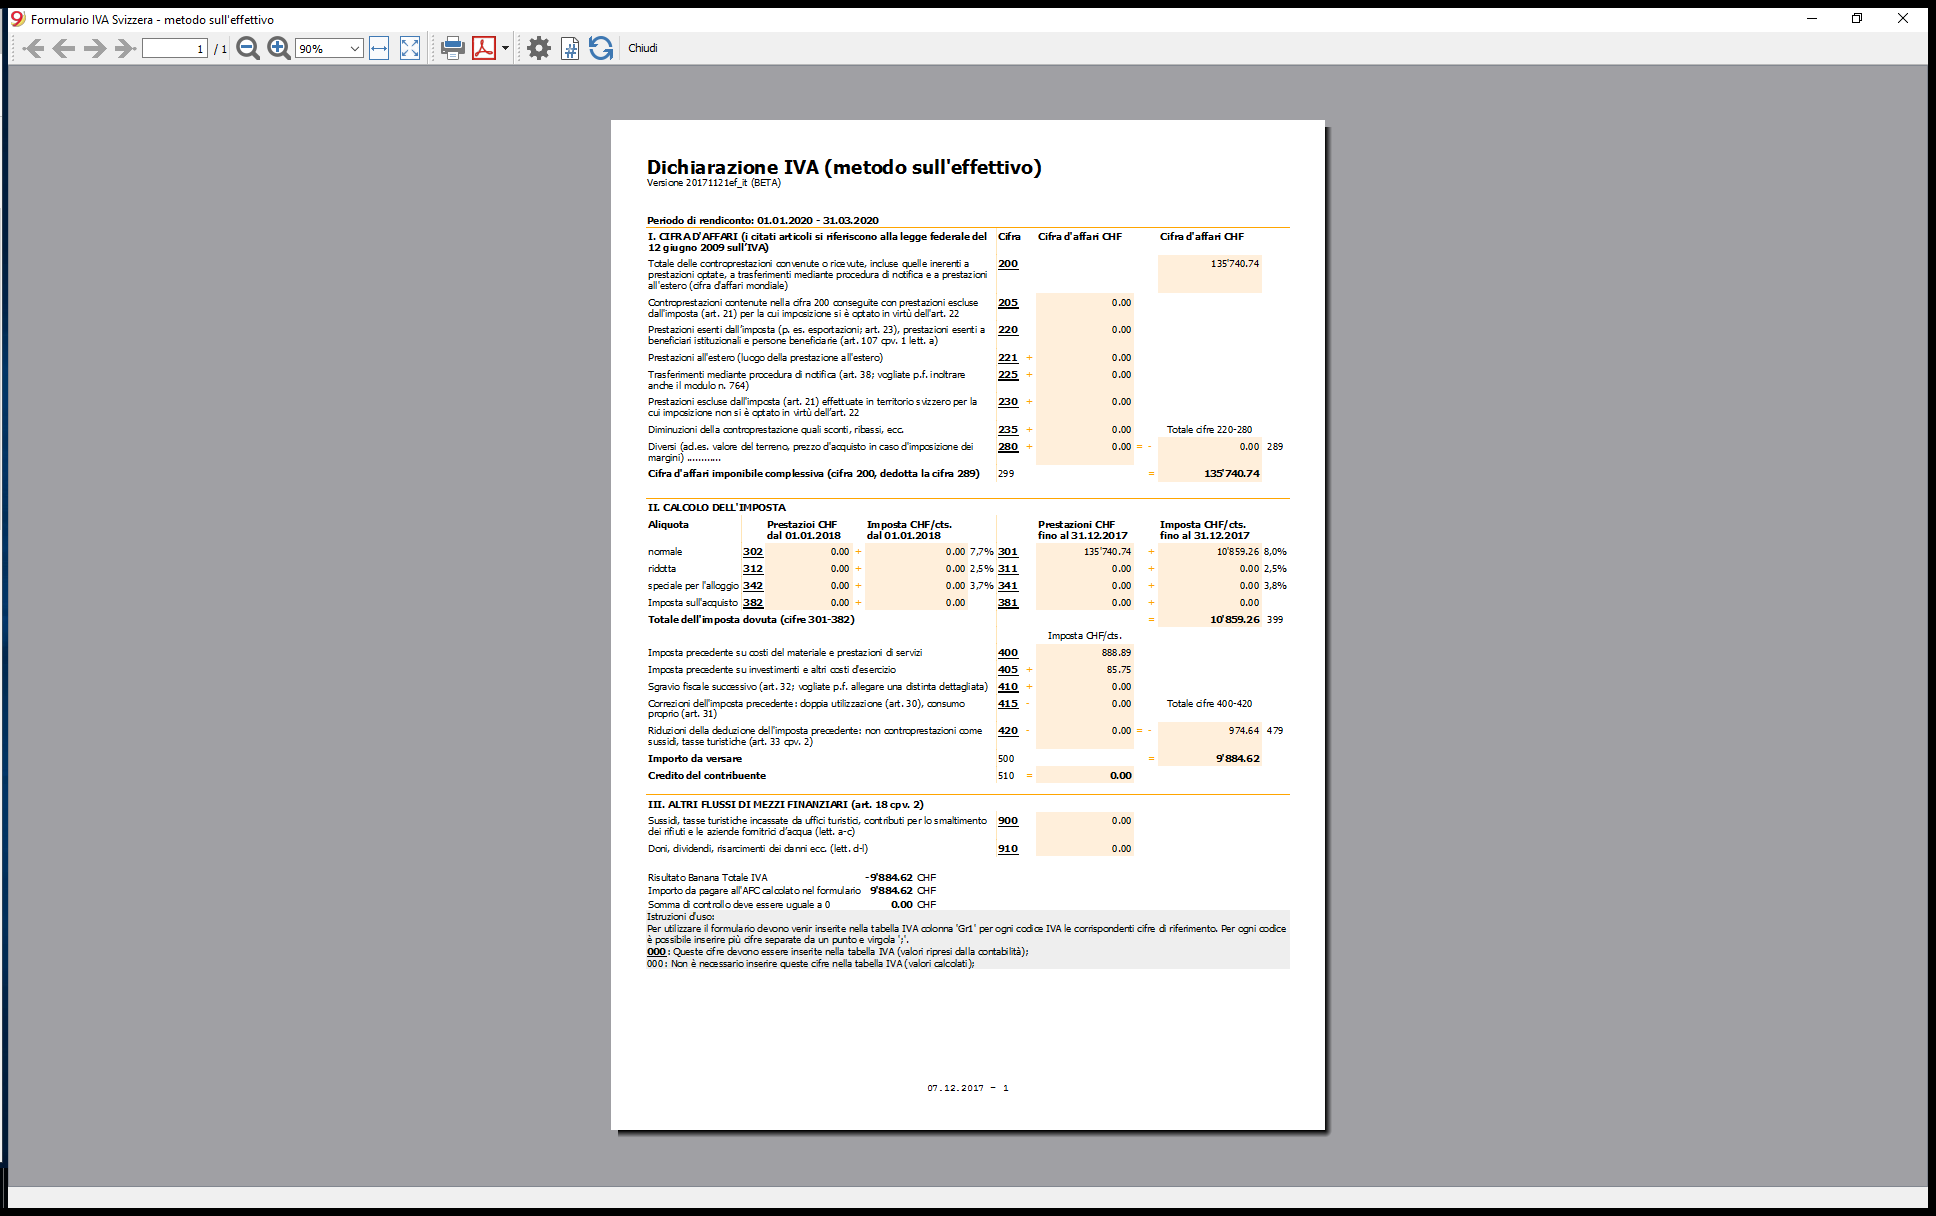 Formulario IVA Svizzera - metodo sull'effettivo
1 / 1 90% Chiudi
Dichiarazione IVA (metodo sull'effettivo)
Versione 20171121ef_it (BETA)
Periodo di rendiconto: 01.01.2020 - 31.03.2020
I. CIFRA D'AFFARI (i citati articoli si riferiscono alla legge federale del Cifra Cifra d'affari CHF Cifra d'affari CHF
12 giugno 2009 sull'IVA)
Totale delle controprestazioni convenute o ricevute, incluse quelle inerenti a 200 135'740.74
prestazioni optate, a trasferimenti mediante procedura di notifica e a prestazioni
all'estero (cifra d'affari mondiale)
Controprestazioni contenute nella cifra 200 conseguite con prestazioni escluse 205 0.00
dall'imposta (art. 21) per la cui imposizione si è optato in virtù dell'art. 22
Prestazioni esenti dall'imposta (p. es. esportazioni; art. 23), prestazioni esenti a 220 0.00
beneficiari istituzionali e persone beneficiarie (art. 107 cpv. 1 lett. a)
Prestazioni all'estero (luogo della prestazione all'estero) 221 + 0.00
Trasferimenti mediante procedura di notifica (art. 38; vogliate p.f. inoltrare 225 + 0.00
anche il modulo n. 764)
Prestazioni escluse dall'imposta (art. 21) effettuate in territorio svizzero per la 230 + 0.00
cui imposizione non si è optato in virtù dell'art. 22
Diminuzioni della controprestazione quali sconti, ribassi, ecc. 235 + 0.00 Totale cifre 220-280
Diversi (ad.es. valore del terreno, prezzo d'acquisto in caso d'imposizione dei 280 + 0.00 = - 0.00 289
margini) ............
Cifra d'affari imponibile complessiva (cifra 200, dedotta la cifra 289) 299 = 135'740.74
II. CALCOLO DELL'IMPOSTA
Aliquota Prestazioi CHF Imposta CHF/cts. Prestazioni CHF Imposta CHF/cts.
dal 01.01.2018 dal 01.01.2018 fino al 31.12.2017 fino al 31.12.2017
normale 302 0.00 + 0.00 7,7% 301 135'740.74 + 10'859.26 8,0%
ridotta 312 0.00 + 0.00 2,5% 311 0.00 + 0.00 2,5%
speciale per l'alloggio 342 0.00 + 0.00 3,7% 341 0.00 + 0.00 3,8%
Imposta sull'acquisto 382 0.00 + 0.00 381 0.00 + 0.00
Totale dell'imposta dovuta (cifre 301-382) = 10'859.26 399
Imposta CHF/cts.
Imposta precedente su costi del materiale e prestazioni di servizi 400 888.89
Imposta precedente su investimenti e altri costi d'esercizio 405 + 85.75
Sgravio fiscale successivo (art. 32; vogliate p.f. allegare una distinta dettagliata) 410 + 0.00
Correzioni dell'imposta precedente: doppia utilizzazione (art. 30), consumo 415 - 0.00 Totale cifre 400-420
proprio (art. 31)
Riduzioni della deduzione dell'imposta precedente: non controprestazioni come 420 - 0.00 = - 974.64 479
sussidi, tasse turistiche (art. 33 cpv. 2)
Importo da versare 500 = 9'884.62
Credito del contribuente 510 = 0.00
III. ALTRI FLUSSI DI MEZZI FINANZIARI (art. 18 cpv. 2)
Sussidi, tasse turistiche incassate da uffici turistici, contributi per lo smaltimento 900 0.00
dei rifiuti e le aziende fornitrici d'acqua (lett. a-c)
Doni, dividendi, risarcimenti dei danni ecc. (lett. d-l) 910 0.00
Risultato Banana Totale IVA -9'884.62 CHF
Importo da pagare all'AFC calcolato nel formulario 9'884.62 CHF
Somma di controllo deve essere uguale a 0 0.00 CHF
Istruzioni d'uso:
Per utilizzare il formulario devono venir inserite nella tabella IVA colonna 'Gr1' per ogni codice IVA le corrispondenti cifre di riferimento. Per ogni codice
è possibile inserire più cifre separate da un punto e virgola ';'.
000: Queste cifre devono essere inserite nella tabella IVA (valori ripresi dalla contabilità);
000: Non è necessario inserire queste cifre nella tabella IVA (valori calcolati);
07.12.2017 - 1